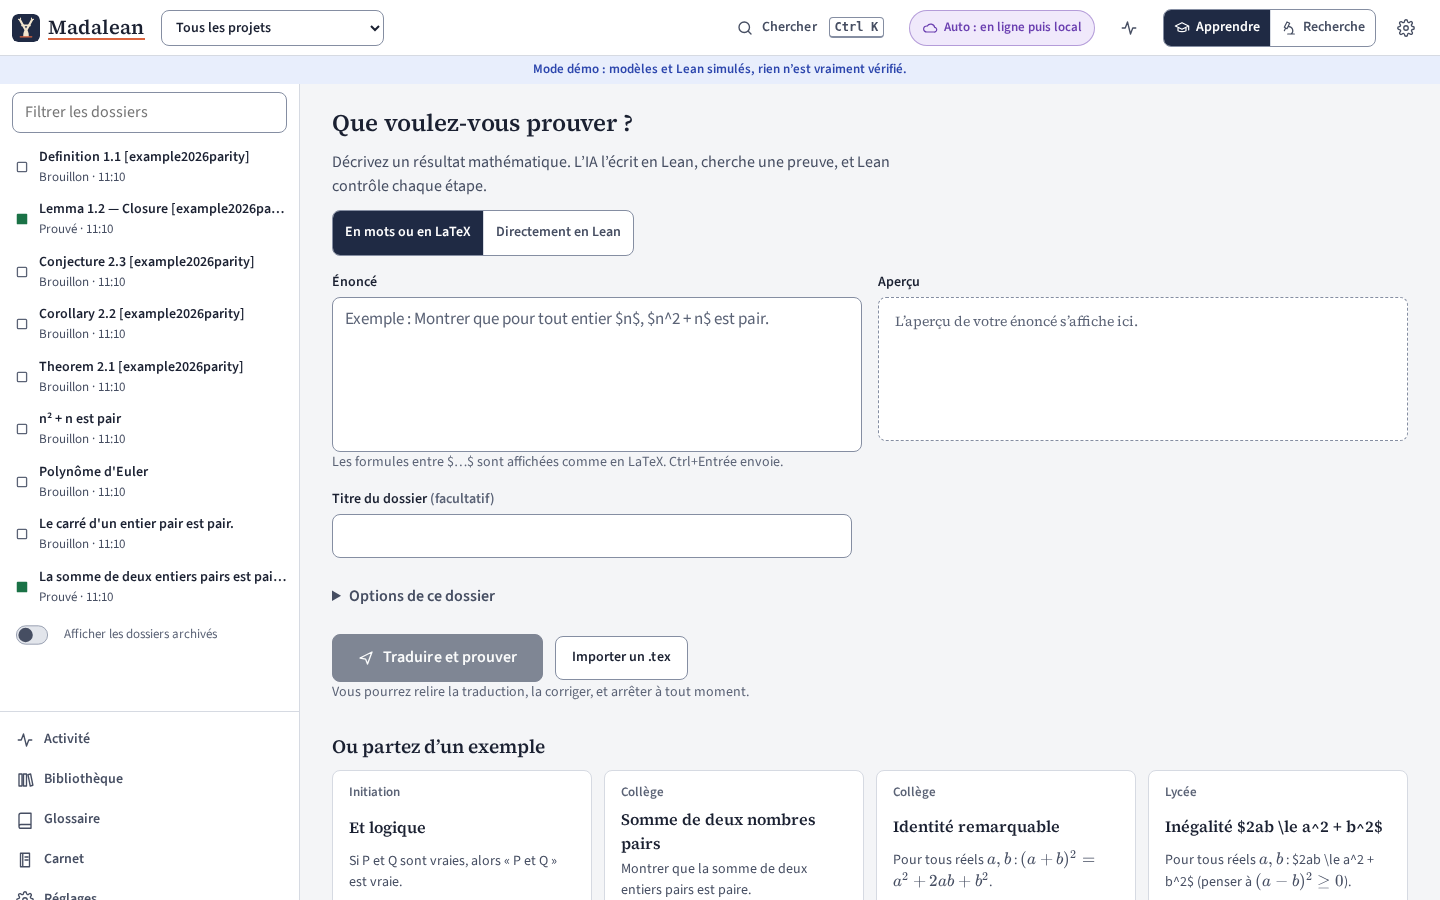 Madalean
Tous les projets
Chercher
Ctrl K
Auto : en ligne puis local
Apprendre
Recherche
Mode démo : modèles et Lean simulés, rien n’est vraiment vérifié.
Filtrer les dossiers
Definition 1.1 [example2026parity]
Brouillon · 11:10
Lemma 1.2 — Closure [example2026pa…
Prouvé · 11:10
Conjecture 2.3 [example2026parity]
Brouillon · 11:10
Corollary 2.2 [example2026parity]
Brouillon · 11:10
Theorem 2.1 [example2026parity]
Brouillon · 11:10
n² + n est pair
Brouillon · 11:10
Polynôme d'Euler
Brouillon · 11:10
Le carré d'un entier pair est pair.
Brouillon · 11:10
La somme de deux entiers pairs est pai…
Prouvé · 11:10
Afficher les dossiers archivés
Activité
Bibliothèque
Glossaire
Carnet
Réglages
Que voulez-vous prouver ?
Décrivez un résultat mathématique. L’IA l’écrit en Lean, cherche une preuve, et Lean
contrôle chaque étape.
En mots ou en LaTeX
Directement en Lean
Énoncé
Exemple : Montrer que pour tout entier $n$, $n^2 + n$ est pair.
Les formules entre $…$ sont affichées comme en LaTeX. Ctrl+Entrée envoie.
Aperçu
L’aperçu de votre énoncé s’affiche ici.
Titre du dossier (facultatif)
Options de ce dossier
Traduire et prouver
Importer un .tex
Vous pourrez relire la traduction, la corriger, et arrêter à tout moment.
Ou partez d’un exemple
Initiation
Et logique
Si P et Q sont vraies, alors « P et Q »
est vraie.
Collège
Somme de deux nombres
pairs
Montrer que la somme de deux
entiers pairs est paire.
Collège
Identité remarquable
Pour tous réels a, b : (a + b)² =
a² + 2ab + b².
Lycée
Inégalité $2ab \le a^2 + b^2$
Pour tous réels a, b : $2ab \le a^2 +
b^2$ (penser à (a − b)² ≥ 0).